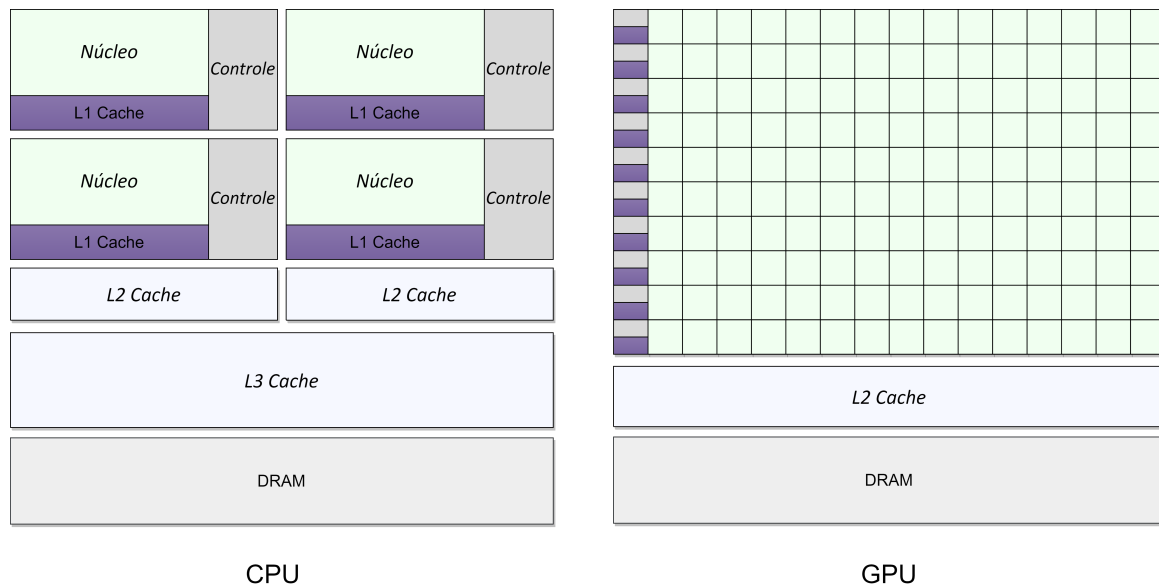 Núcleo
Controle
L1 Cache
Núcleo
Controle
L1 Cache
Núcleo
Controle
L1 Cache
Núcleo
Controle
L1 Cache
L2 Cache
L2 Cache
L3 Cache
DRAM
CPU
L2 Cache
DRAM
GPU